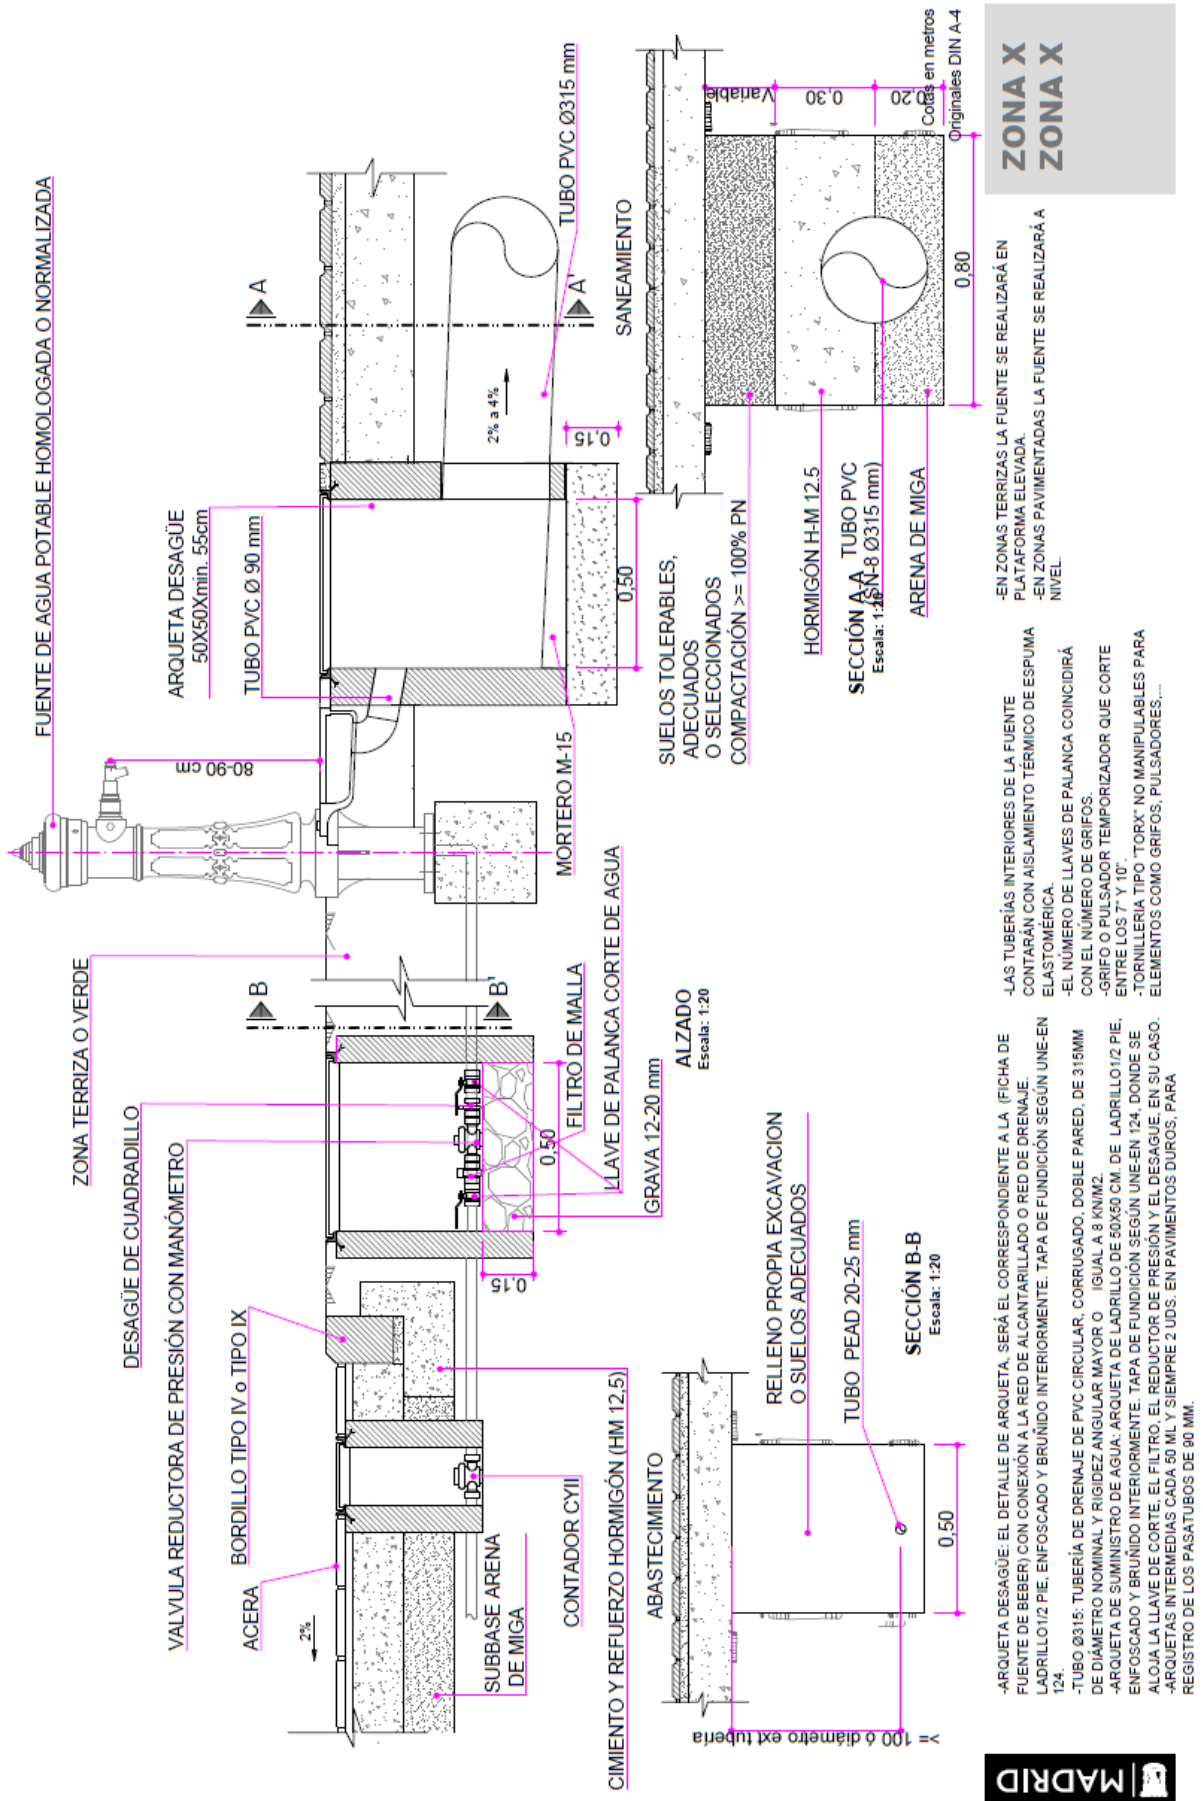 FUENTE DE AGUA POTABLE HOMOLOGADA O NORMALIZADA
ARQUETA DESAGÜE
50X50Xmin. 55cm
TUBO PVC Ø 90 mm
80-90 cm
ZONA TERRIZA O VERDE
DESAGÜE DE CUADRADILLO
VALVULA REDUCTORA DE PRESIÓN CON MANÓMETRO
BORDILLO TIPO IV o TIPO IX
ACERA
2%
SUBBASE ARENA
DE MIGA
CONTADOR CYII
CIMIENTO Y REFUERZO HORMIGÓN (HM 12,5)
0,15
0,50
B
B'
FILTRO DE MALLA
LLAVE DE PALANCA CORTE DE AGUA
GRAVA 12-20 mm
MORTERO M-15
A
A'
2% a 4%
0,15
0,50
TUBO PVC Ø315 mm
ALZADO
Escala: 1:20
ABASTECIMIENTO
RELLENO PROPIA EXCAVACION
O SUELOS ADECUADOS
TUBO PEAD 20-25 mm
>= 100 ó diámetro ext tubería
0,50
SECCIÓN B-B
Escala: 1:20
SANEAMIENTO
SUELOS TOLERABLES,
ADECUADOS
O SELECCIONADOS
COMPACTACIÓN >= 100% PN
HORMIGÓN H-M 12.5
TUBO PVC
(SN-8 Ø315 mm)
ARENA DE MIGA
SECCIÓN A-A
Escala: 1:20
Variable
0,30
0,20
0,80
Cotas en metros
Originales DIN A-4
-ARQUETA DESAGÜE: EL DETALLE DE ARQUETA, SERÁ EL CORRESPONDIENTE A LA (FICHA DE
FUENTE DE BEBER) CON CONEXIÓN A LA RED DE ALCANTARILLADO O RED DE DRENAJE.
LADRILLO1/2 PIE, ENFOSCADO Y BRUÑIDO INTERIORMENTE. TAPA DE FUNDICIÓN SEGÚN UNE-EN
124.
-TUBO Ø315: TUBERÍA DE DRENAJE DE PVC CIRCULAR, CORRUGADO, DOBLE PARED, DE 315MM
DE DIÁMETRO NOMINAL Y RIGIDEZ ANGULAR MAYOR O IGUAL A 8 KN/M2.
-ARQUETA DE SUMINISTRO DE AGUA: ARQUETA DE LADRILLO DE 50X50 CM. DE LADRILLO1/2 PIE,
ENFOSCADO Y BRUÑIDO INTERIORMENTE. TAPA DE FUNDICIÓN SEGÚN UNE-EN 124, DONDE SE
ALOJA LA LLAVE DE CORTE, EL FILTRO, EL REDUCTOR DE PRESIÓN Y EL DESAGUE, EN SU CASO.
-ARQUETAS INTERMEDIAS CADA 50 ML Y SIEMPRE 2 UDS. EN PAVIMENTOS DUROS, PARA
REGISTRO DE LOS PASATUBOS DE 90 MM.
-LAS TUBERÍAS INTERIORES DE LA FUENTE
CONTARÁN CON AISLAMIENTO TÉRMICO DE ESPUMA
ELASTOMÉRICA.
-EL NÚMERO DE LLAVES DE PALANCA COINCIDIRÁ
CON EL NÚMERO DE GRIFOS.
-GRIFO O PULSADOR TEMPORIZADOR QUE CORTE
ENTRE LOS 7" Y 10".
-TORNILLERIA TIPO "TORX" NO MANIPULABLES PARA
ELEMENTOS COMO GRIFOS, PULSADORES,...
-EN ZONAS TERRIZAS LA FUENTE SE REALIZARÁ EN
PLATAFORMA ELEVADA.
-EN ZONAS PAVIMENTADAS LA FUENTE SE REALIZARÁ A
NIVEL.
ZONA X
ZONA X
MADRID